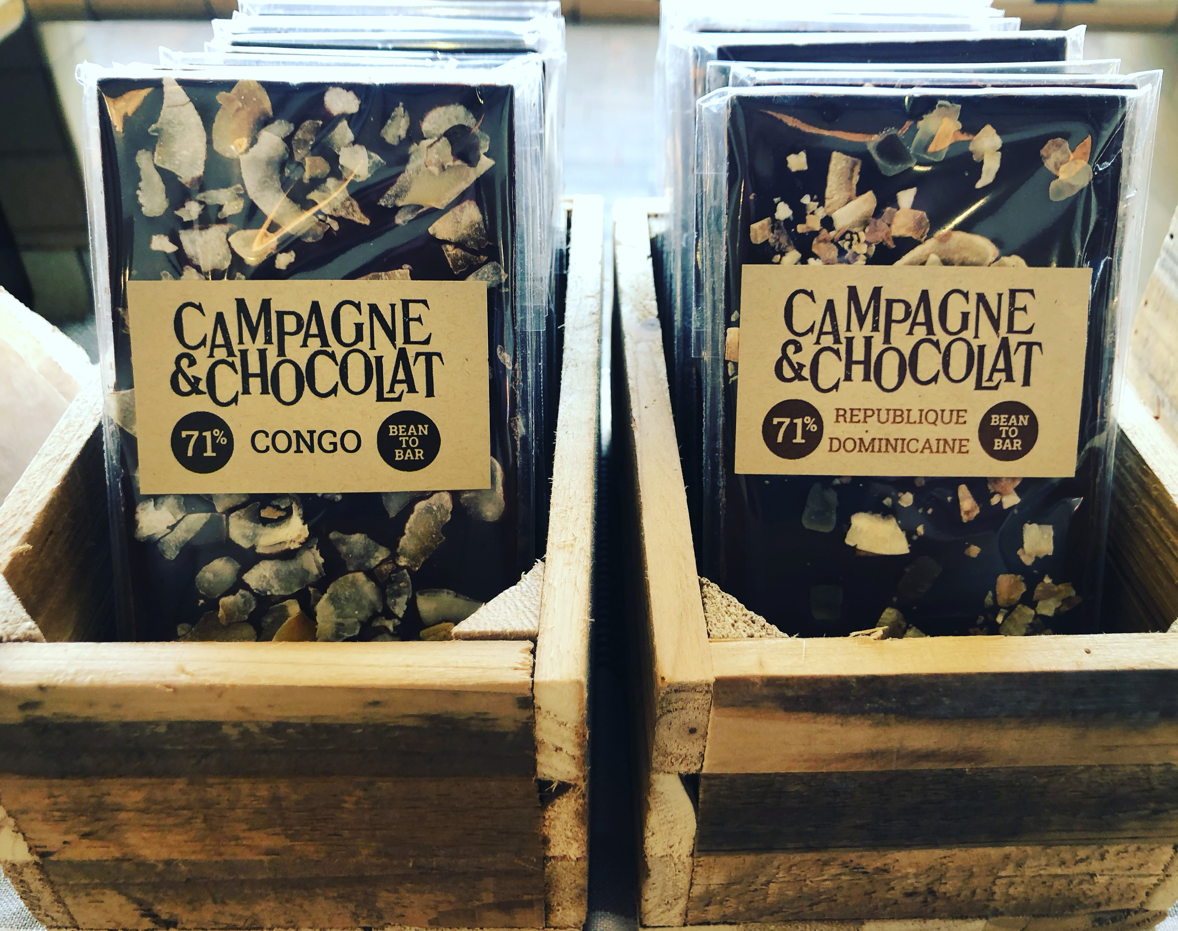 CAMPAGNE
&CHOCOLAT
71% CONGO BEAN TO BAR
CAMPAGNE
&CHOCOLAT
71% REPUBLIQUE DOMINICAINE BEAN TO BAR